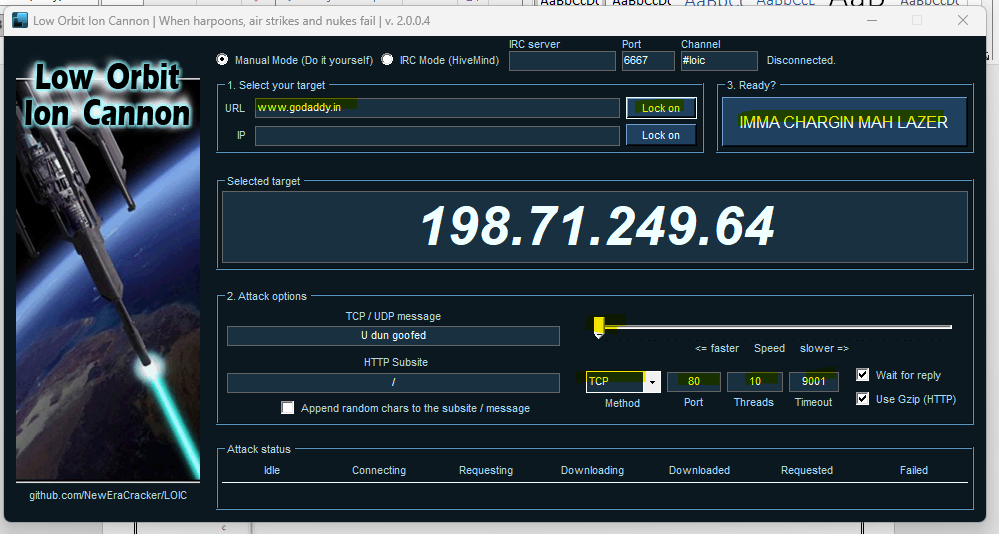 Low Orbit Ion Cannon | When harpoons, air strikes and nukes fail | v. 2.0.0.4
Low Orbit
Ion Cannon
Manual Mode (Do it yourself)
IRC Mode (HiveMind)
IRC server
Port
Channel
6667
#loic
Disconnected.
1. Select your target
URL
www.godaddy.in
Lock on
IP
Lock on
3. Ready?
IMMA CHARGIN MAH LAZER
Selected target
198.71.249.64
2. Attack options
TCP / UDP message
U dun goofed
HTTP Subsite
/
Append random chars to the subsite / message
<= faster Speed slower =>
TCP
80
10
9001
Method
Port
Threads
Timeout
Wait for reply
Use Gzip (HTTP)
Attack status
Idle Connecting Requesting Downloading Downloaded Requested Failed
github.com/NewEraCracker/LOIC